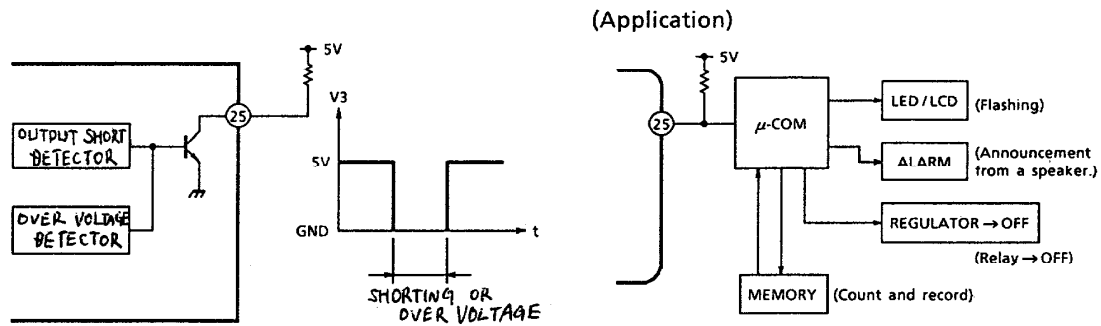 (Application)
5V
25
V3
5V
GND
t
OUTPUT SHORT
DETECTOR
OVER VOLTAGE
DETECTOR
SHORTING OR
OVER VOLTAGE
5V
25
μ-COM
LED / LCD
(Flashing)
ALARM
(Announcement
from a speaker.)
REGULATOR → OFF
(Relay → OFF)
MEMORY
(Count and record)